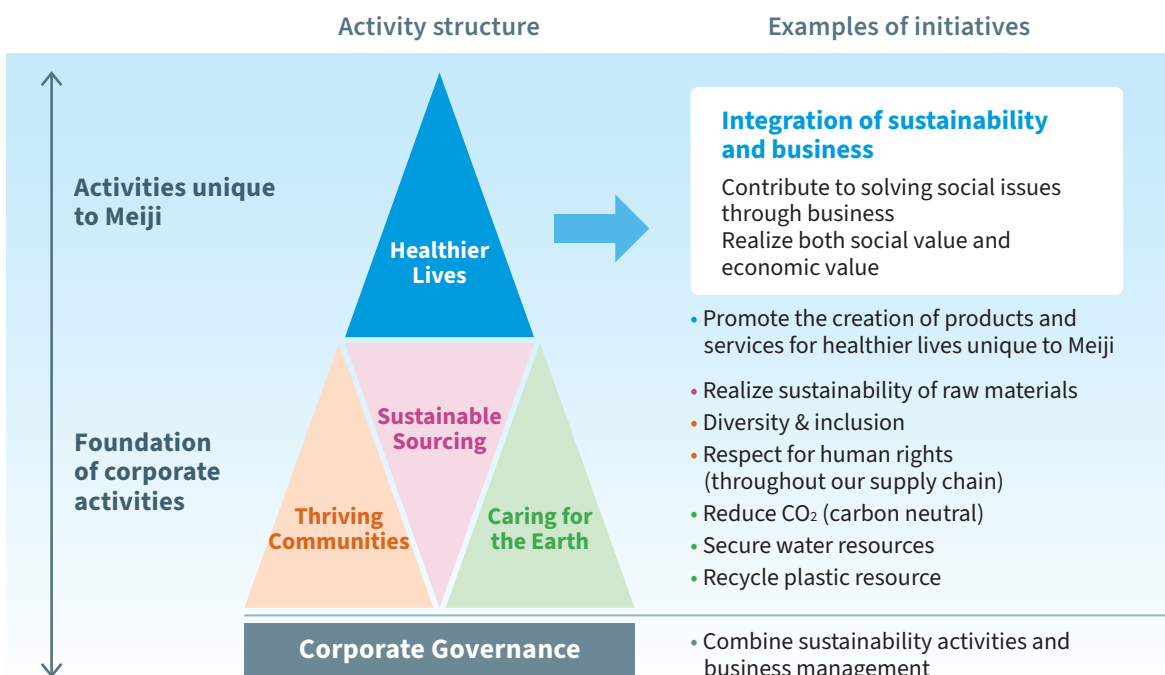 Activity structure
Examples of initiatives
Activities unique
to Meiji
Healthier
Lives
Integration of sustainability
and business
Contribute to solving social issues
through business
Realize both social value and
economic value
• Promote the creation of products and
services for healthier lives unique to Meiji
Foundation
of corporate
activities
Sustainable
Sourcing
Thriving
Communities
Caring for
the Earth
• Realize sustainability of raw materials
• Diversity & inclusion
• Respect for human rights
(throughout our supply chain)
• Reduce CO₂ (carbon neutral)
• Secure water resources
• Recycle plastic resource
Corporate Governance
• Combine sustainability activities and
business management